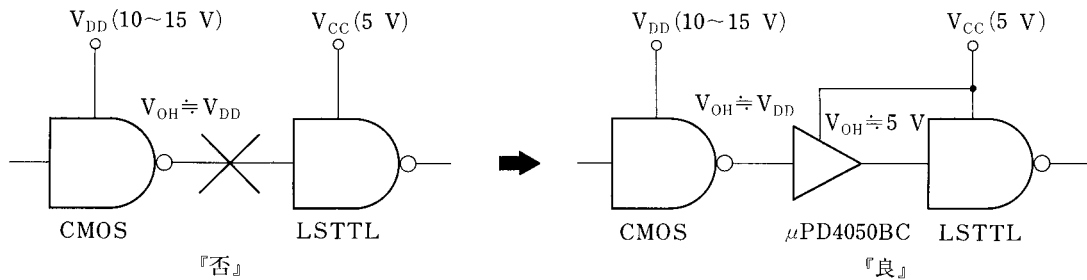 V_DD (10~15 V)
V_CC (5 V)
V_OH≒V_DD
CMOS
LSTTL
『否』
V_DD (10~15 V)
V_CC (5 V)
V_OH≒V_DD
V_OH≒5 V
CMOS
μPD4050BC
LSTTL
『良』